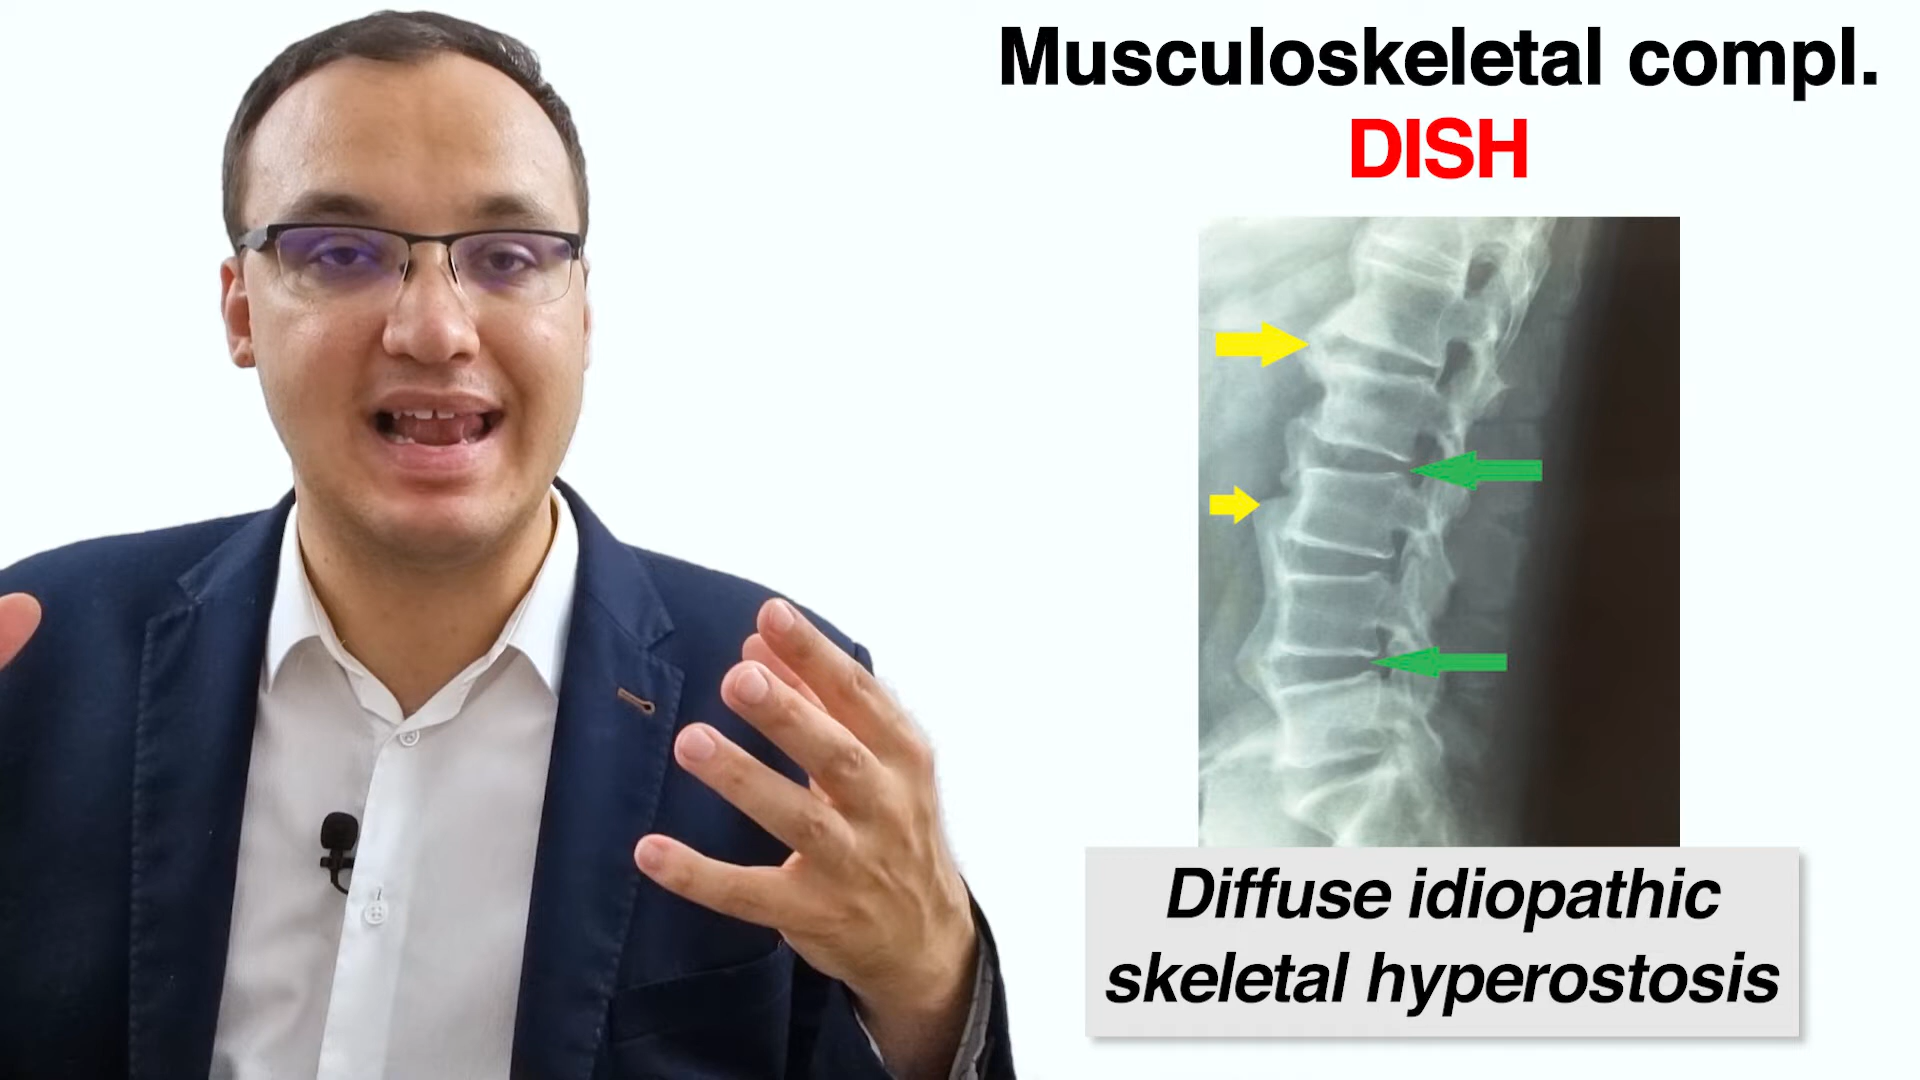 Musculoskeletal compl.
DISH
Diffuse idiopathic
skeletal hyperostosis